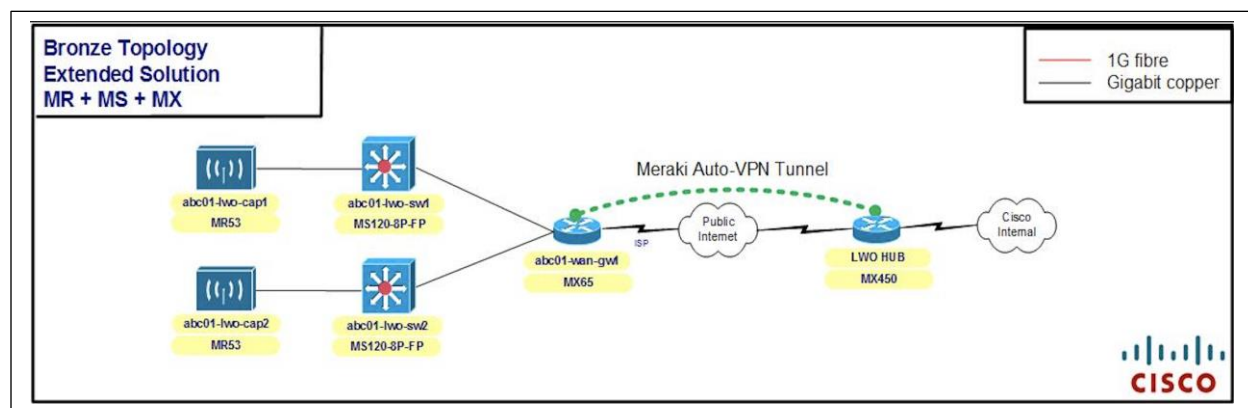 Bronze Topology
Extended Solution
MR + MS + MX
1G fibre
Gigabit copper
Meraki Auto-VPN Tunnel
abc01-lwo-cap1
MR53
abc01-lwo-sw1
MS120-8P-FP
abc01-wan-gw1
MX65
ISP
Public
Internet
LWO HUB
MX450
Cisco
Internal
abc01-lwo-cap2
MR53
abc01-lwo-sw2
MS120-8P-FP
CISCO